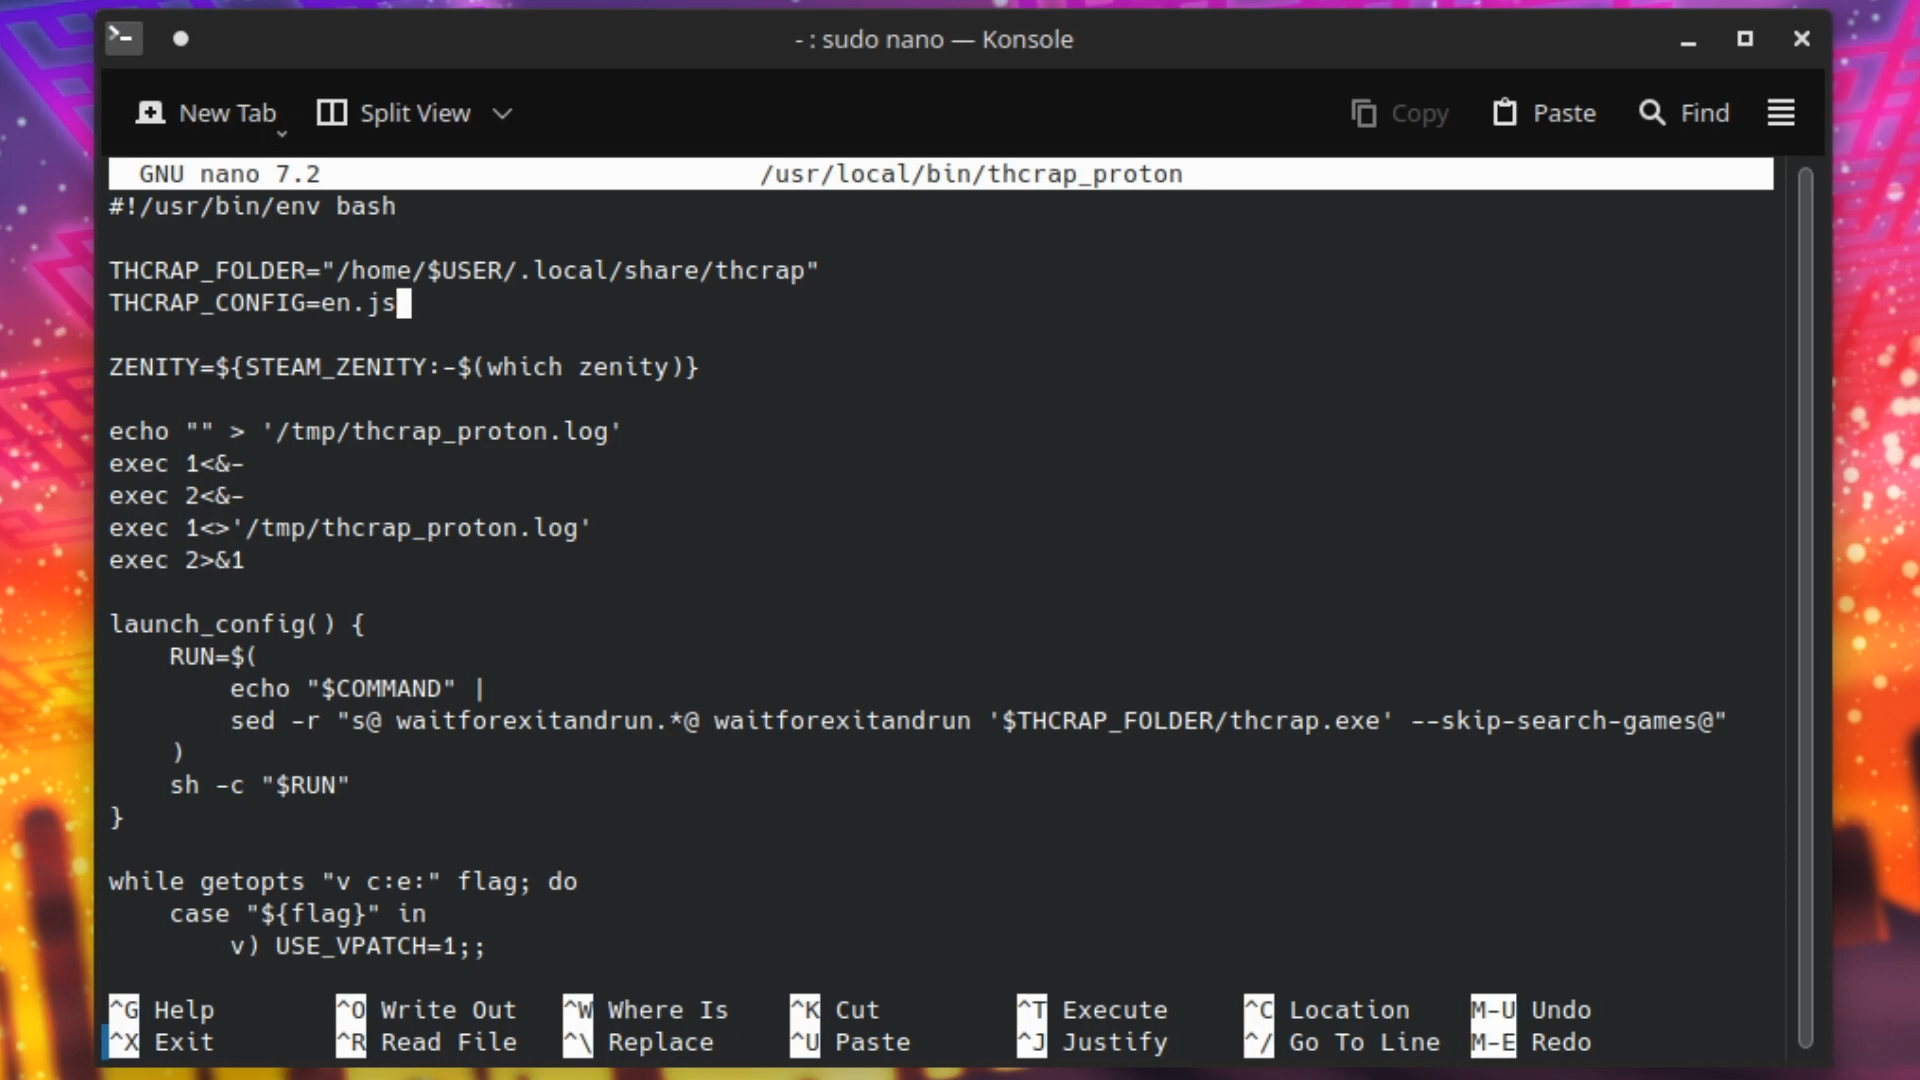 - : sudo nano — Konsole
New Tab
Split View
Copy
Paste
Find
GNU nano 7.2 /usr/local/bin/thcrap_proton
#!/usr/bin/env bash
THCRAP_FOLDER="/home/$USER/.local/share/thcrap"
THCRAP_CONFIG=en.js
ZENITY=${STEAM_ZENITY:-$(which zenity)}
echo "" > '/tmp/thcrap_proton.log'
exec 1<&-
exec 2<&-
exec 1<>'/tmp/thcrap_proton.log'
exec 2>&1
launch_config() {
    RUN=$(
        echo "$COMMAND" |
        sed -r "s@ waitforexitandrun.*@ waitforexitandrun '$THCRAP_FOLDER/thcrap.exe' --skip-search-games@"
    )
    sh -c "$RUN"
}
while getopts "v c:e:" flag; do
    case "${flag}" in
        v) USE_VPATCH=1;;
^G Help ^O Write Out ^W Where Is ^K Cut ^T Execute ^C Location M-U Undo
^X Exit ^R Read File ^\ Replace ^U Paste ^J Justify ^/ Go To Line M-E Redo